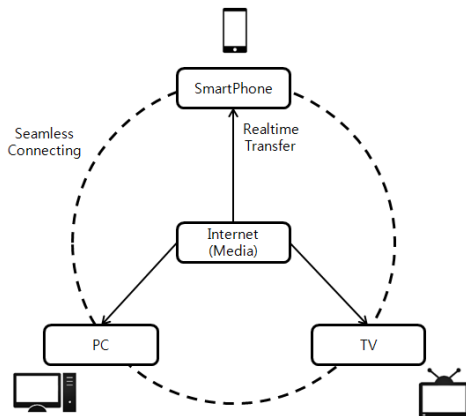 SmartPhone
Seamless
Connecting
Realtime
Transfer
Internet
(Media)
PC
TV